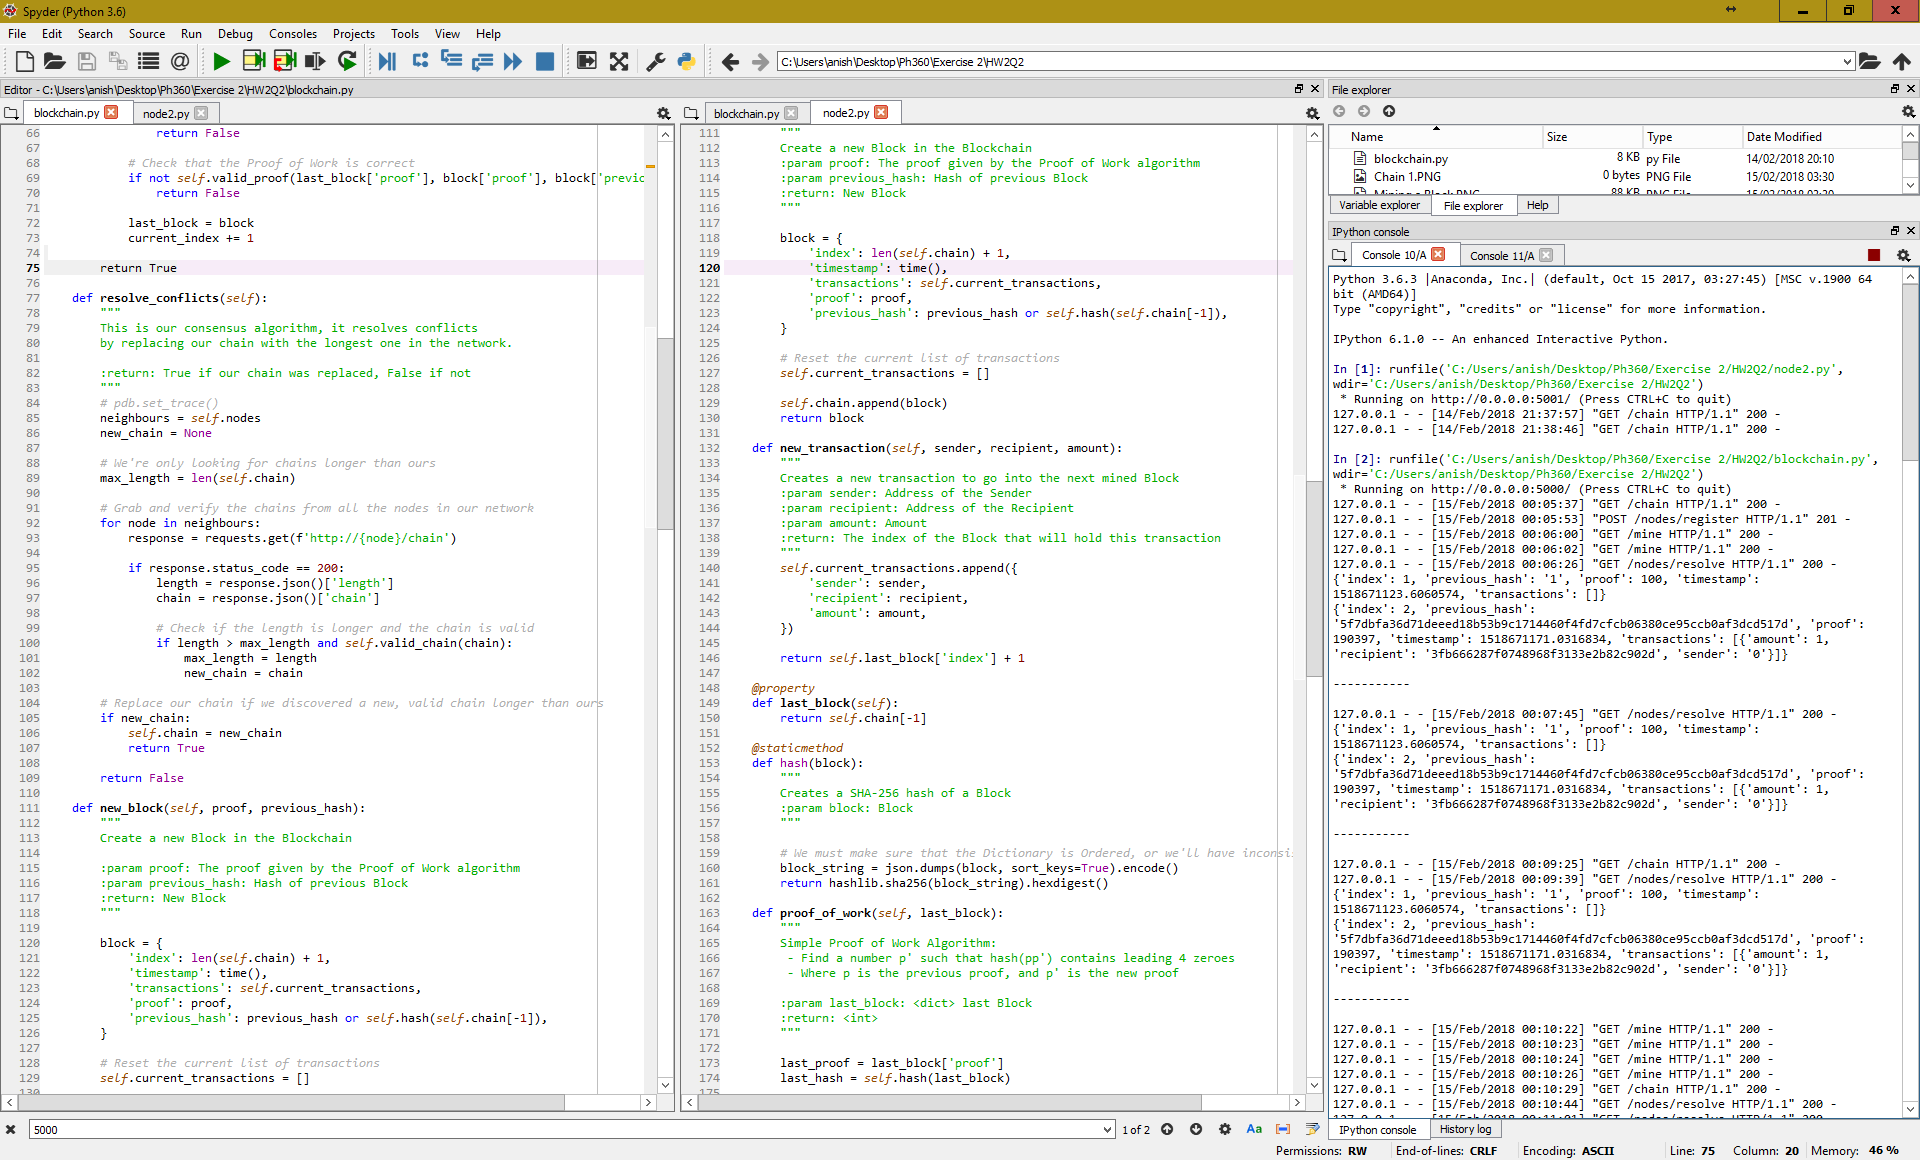 Spyder (Python 3.6)
File Edit Search Source Run Debug Consoles Projects Tools View Help
C:\Users\anish\Desktop\Ph360\Exercise 2\HW2Q2
Editor - C:\Users\anish\Desktop\Ph360\Exercise 2\HW2Q2\blockchain.py
blockchain.py node2.py
66 return False
67
68 # Check that the Proof of Work is correct
69 if not self.valid_proof(last_block['proof'], block['proof'], block['previc
70 return False
71
72 last_block = block
73 current_index += 1
74
75 return True
76
77 def resolve_conflicts(self):
78 """
79 This is our consensus algorithm, it resolves conflicts
80 by replacing our chain with the longest one in the network.
81
82 :return: True if our chain was replaced, False if not
83 """
84 # pdb.set_trace()
85 neighbours = self.nodes
86 new_chain = None
87
88 # We're only looking for chains longer than ours
89 max_length = len(self.chain)
90
91 # Grab and verify the chains from all the nodes in our network
92 for node in neighbours:
93 response = requests.get(f'http://{node}/chain')
94
95 if response.status_code == 200:
96 length = response.json()['length']
97 chain = response.json()['chain']
98
99 # Check if the length is longer and the chain is valid
100 if length > max_length and self.valid_chain(chain):
101 max_length = length
102 new_chain = chain
103
104 # Replace our chain if we discovered a new, valid chain longer than ours
105 if new_chain:
106 self.chain = new_chain
107 return True
108
109 return False
110
111 def new_block(self, proof, previous_hash):
112 """
113 Create a new Block in the Blockchain
114
115 :param proof: The proof given by the Proof of Work algorithm
116 :param previous_hash: Hash of previous Block
117 :return: New Block
118 """
119
120 block = {
121 'index': len(self.chain) + 1,
122 'timestamp': time(),
123 'transactions': self.current_transactions,
124 'proof': proof,
125 'previous_hash': previous_hash or self.hash(self.chain[-1]),
126 }
127
128 # Reset the current list of transactions
129 self.current_transactions = []
130
blockchain.py node2.py
111 """
112 Create a new Block in the Blockchain
113 :param proof: The proof given by the Proof of Work algorithm
114 :param previous_hash: Hash of previous Block
115 :return: New Block
116 """
117
118 block = {
119 'index': len(self.chain) + 1,
120 'timestamp': time(),
121 'transactions': self.current_transactions,
122 'proof': proof,
123 'previous_hash': previous_hash or self.hash(self.chain[-1]),
124 }
125
126 # Reset the current list of transactions
127 self.current_transactions = []
128
129 self.chain.append(block)
130 return block
131
132 def new_transaction(self, sender, recipient, amount):
133 """
134 Creates a new transaction to go into the next mined Block
135 :param sender: Address of the Sender
136 :param recipient: Address of the Recipient
137 :param amount: Amount
138 :return: The index of the Block that will hold this transaction
139 """
140 self.current_transactions.append({
141 'sender': sender,
142 'recipient': recipient,
143 'amount': amount,
144 })
145
146 return self.last_block['index'] + 1
147
148 @property
149 def last_block(self):
150 return self.chain[-1]
151
152 @staticmethod
153 def hash(block):
154 """
155 Creates a SHA-256 hash of a Block
156 :param block: Block
157 """
158
159 # We must make sure that the Dictionary is Ordered, or we'll have inconsi
160 block_string = json.dumps(block, sort_keys=True).encode()
161 return hashlib.sha256(block_string).hexdigest()
162
163 def proof_of_work(self, last_block):
164 """
165 Simple Proof of Work Algorithm:
166 - Find a number p' such that hash(pp') contains leading 4 zeroes
167 - Where p is the previous proof, and p' is the new proof
168
169 :param last_block: <dict> last Block
170 :return: <int>
171 """
172
173 last_proof = last_block['proof']
174 last_hash = self.hash(last_block)
175
File explorer
Name Size Type Date Modified
blockchain.py 8 KB py File 14/02/2018 20:10
Chain 1.PNG 0 bytes PNG File 15/02/2018 03:30
Mining a Block.PNG 88 KB PNG File 15/02/2018 03:20
Variable explorer File explorer Help
IPython console
Console 10/A Console 11/A
Python 3.6.3 |Anaconda, Inc.| (default, Oct 15 2017, 03:27:45) [MSC v.1900 64
bit (AMD64)]
Type "copyright", "credits" or "license" for more information.
IPython 6.1.0 -- An enhanced Interactive Python.
In [1]: runfile('C:/Users/anish/Desktop/Ph360/Exercise 2/HW2Q2/node2.py',
wdir='C:/Users/anish/Desktop/Ph360/Exercise 2/HW2Q2')
* Running on http://0.0.0.0:5001/ (Press CTRL+C to quit)
127.0.0.1 - - [14/Feb/2018 21:37:57] "GET /chain HTTP/1.1" 200 -
127.0.0.1 - - [14/Feb/2018 21:38:46] "GET /chain HTTP/1.1" 200 -
In [2]: runfile('C:/Users/anish/Desktop/Ph360/Exercise 2/HW2Q2/blockchain.py',
wdir='C:/Users/anish/Desktop/Ph360/Exercise 2/HW2Q2')
* Running on http://0.0.0.0:5000/ (Press CTRL+C to quit)
127.0.0.1 - - [15/Feb/2018 00:05:37] "GET /chain HTTP/1.1" 200 -
127.0.0.1 - - [15/Feb/2018 00:05:53] "POST /nodes/register HTTP/1.1" 201 -
127.0.0.1 - - [15/Feb/2018 00:06:00] "GET /mine HTTP/1.1" 200 -
127.0.0.1 - - [15/Feb/2018 00:06:02] "GET /mine HTTP/1.1" 200 -
127.0.0.1 - - [15/Feb/2018 00:06:26] "GET /nodes/resolve HTTP/1.1" 200 -
{'index': 1, 'previous_hash': '1', 'proof': 100, 'timestamp':
1518671123.6060574, 'transactions': []}
{'index': 2, 'previous_hash':
'5f7dbfa36d71deeed18b53b9c1714460f4fd7cfcb06380ce95ccb0af3dcd517d', 'proof':
190397, 'timestamp': 1518671171.0316834, 'transactions': [{'amount': 1,
'recipient': '3fb666287f0748968f3133e2b82c902d', 'sender': '0'}]}
-----------
127.0.0.1 - - [15/Feb/2018 00:07:45] "GET /nodes/resolve HTTP/1.1" 200 -
{'index': 1, 'previous_hash': '1', 'proof': 100, 'timestamp':
1518671123.6060574, 'transactions': []}
{'index': 2, 'previous_hash':
'5f7dbfa36d71deeed18b53b9c1714460f4fd7cfcb06380ce95ccb0af3dcd517d', 'proof':
190397, 'timestamp': 1518671171.0316834, 'transactions': [{'amount': 1,
'recipient': '3fb666287f0748968f3133e2b82c902d', 'sender': '0'}]}
-----------
127.0.0.1 - - [15/Feb/2018 00:09:25] "GET /chain HTTP/1.1" 200 -
127.0.0.1 - - [15/Feb/2018 00:09:39] "GET /nodes/resolve HTTP/1.1" 200 -
{'index': 1, 'previous_hash': '1', 'proof': 100, 'timestamp':
1518671123.6060574, 'transactions': []}
{'index': 2, 'previous_hash':
'5f7dbfa36d71deeed18b53b9c1714460f4fd7cfcb06380ce95ccb0af3dcd517d', 'proof':
190397, 'timestamp': 1518671171.0316834, 'transactions': [{'amount': 1,
'recipient': '3fb666287f0748968f3133e2b82c902d', 'sender': '0'}]}
-----------
127.0.0.1 - - [15/Feb/2018 00:10:22] "GET /mine HTTP/1.1" 200 -
127.0.0.1 - - [15/Feb/2018 00:10:23] "GET /mine HTTP/1.1" 200 -
127.0.0.1 - - [15/Feb/2018 00:10:24] "GET /mine HTTP/1.1" 200 -
127.0.0.1 - - [15/Feb/2018 00:10:26] "GET /mine HTTP/1.1" 200 -
127.0.0.1 - - [15/Feb/2018 00:10:29] "GET /chain HTTP/1.1" 200 -
127.0.0.1 - - [15/Feb/2018 00:10:44] "GET /nodes/resolve HTTP/1.1" 200 -
5000 1 of 2 Aa
IPython console History log
Permissions: RW End-of-lines: CRLF Encoding: ASCII Line: 75 Column: 20 Memory: 46 %